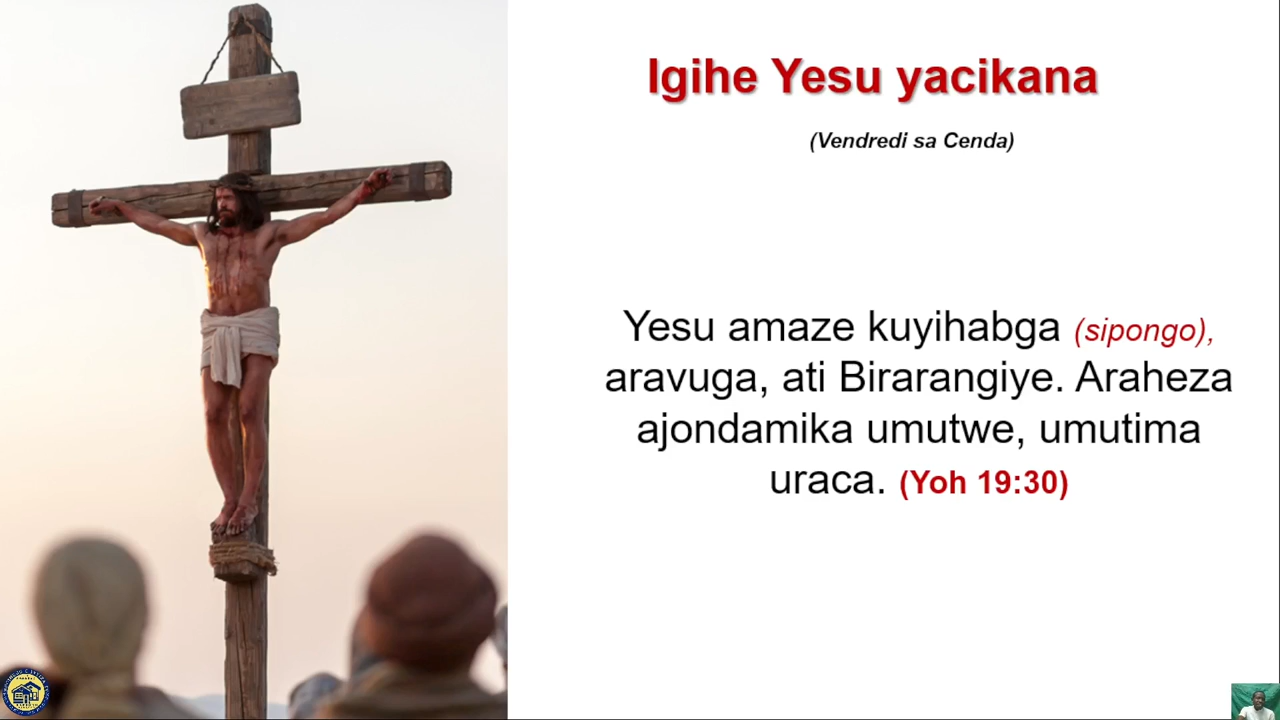 Igihe Yesu yacikana
(Vendredi sa Cenda)
Yesu amaze kuyihabga (sipongo),
aravuga, ati Birarangiye. Araheza
ajondamika umutwe, umutima
uraca. (Yoh 19:30)